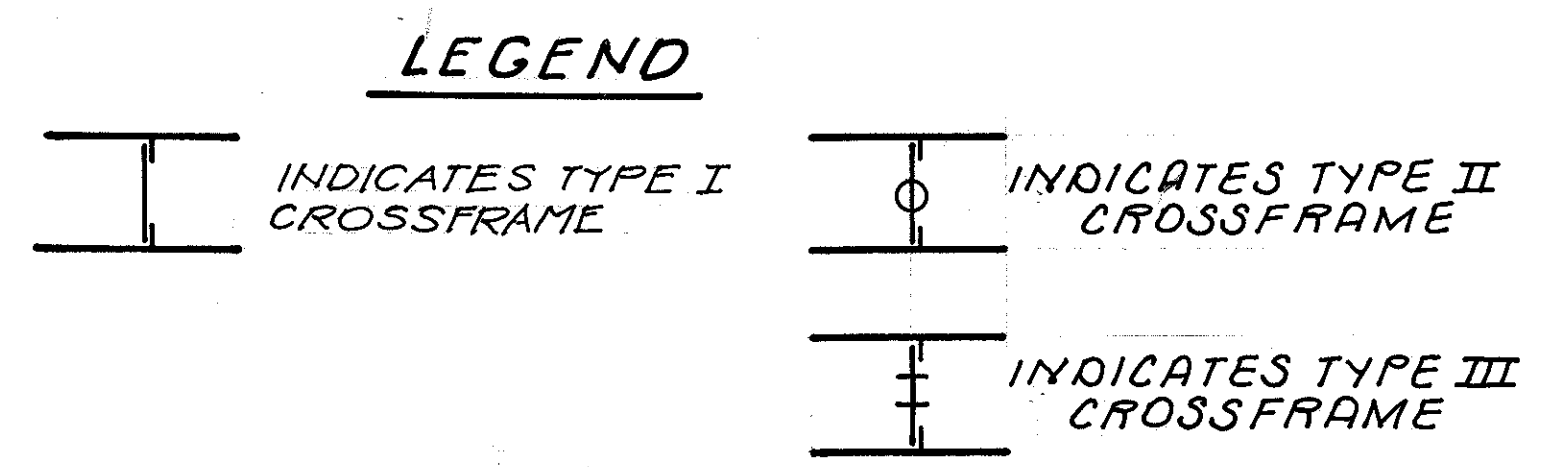 LEGEND
INDICATES TYPE I
CROSSFRAME
INDICATES TYPE II
CROSSFRAME
INDICATES TYPE III
CROSSFRAME